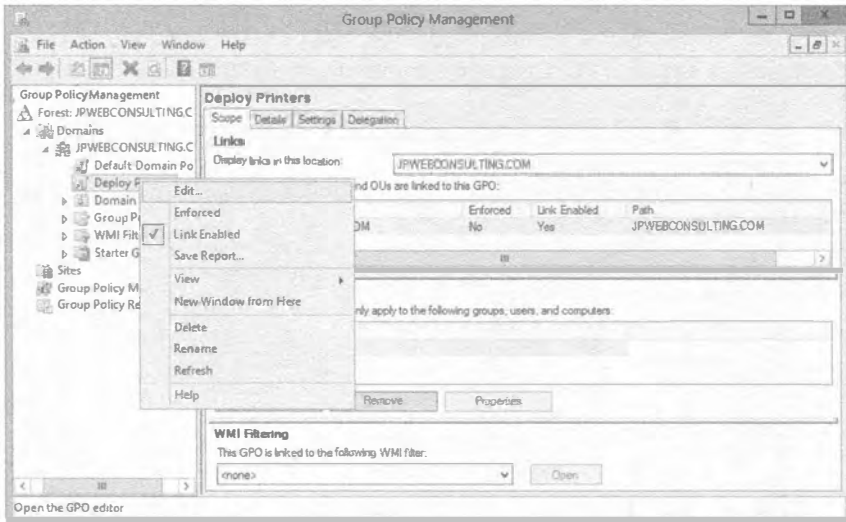 Group Policy Management
File Action View Window Help
Group PolicyManagement
Forest: JPWEBCONSULTING.C
Domains
JPWEBCONSULTING.C
Default Domain Po
Deploy P
Domain
Group P
WMI Filt
Starter G
Sites
Group Policy M
Group Policy Re
Edit...
Enforced
Link Enabled
Save Report...
View
New Window from Here
Delete
Rename
Refresh
Help
Deploy Printers
Scope Details Settings Delegation
Links
Display links in this location:
JPWEBCONSULTING.COM
nd OUs are linked to this GPO:
Enforced Link Enabled Path
OM No Yes JPWEBCONSULTING.COM
nly apply to the following groups, users, and computers:
Remove Properties
WMI Filtering
This GPO is linked to the following WMI filter:
<none> Open
Open the GPO editor